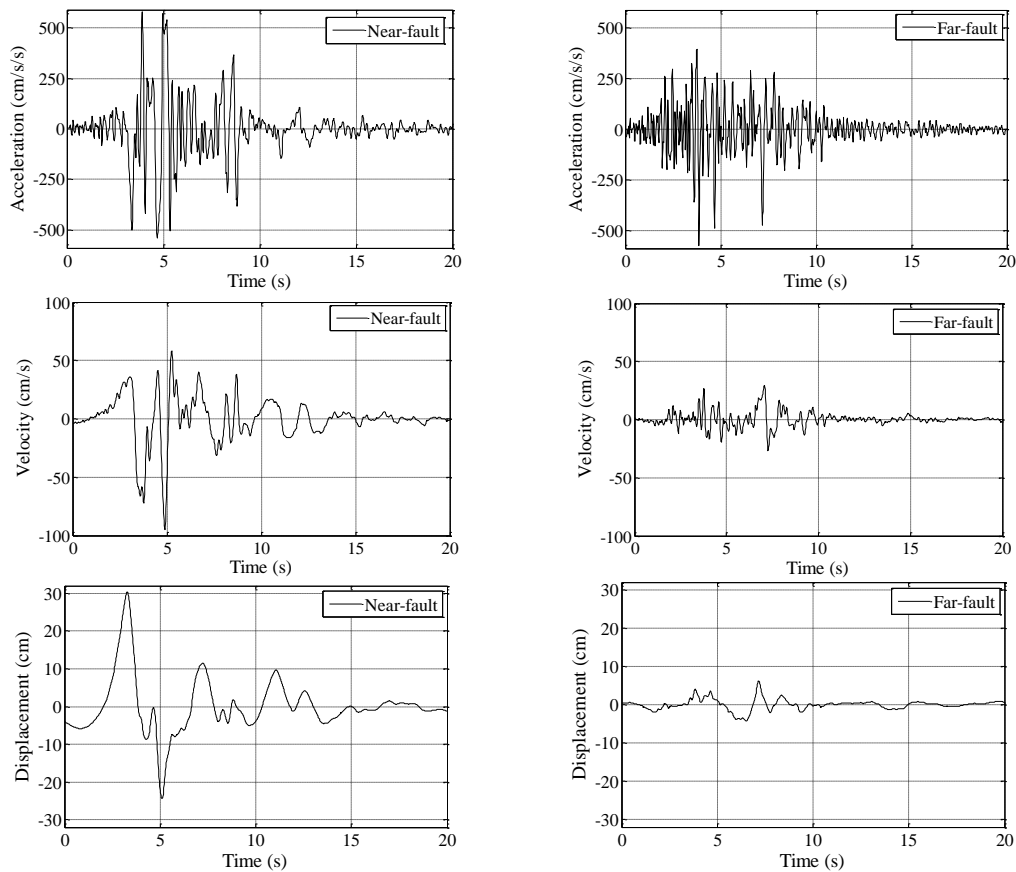 Near-fault
Acceleration (cm/s/s)
500
250
0
-250
-500
0 5 10 15 20
Time (s)
Far-fault
Acceleration (cm/s/s)
500
250
0
-250
-500
0 5 10 15 20
Time (s)
Near-fault
Velocity (cm/s)
100
50
0
-50
-100
0 5 10 15 20
Time (s)
Far-fault
Velocity (cm/s)
100
50
0
-50
-100
0 5 10 15 20
Time (s)
Near-fault
Displacement (cm)
30
20
10
0
-10
-20
-30
0 5 10 15 20
Time (s)
Far-fault
Displacement (cm)
30
20
10
0
-10
-20
-30
0 5 10 15 20
Time (s)